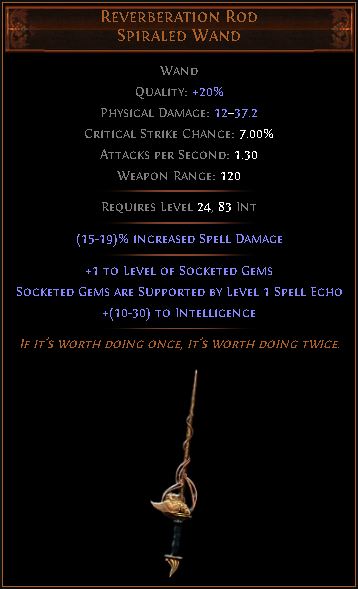 Reverberation Rod
Spiraled Wand
Wand
Quality: +20%
Physical Damage: 12–37.2
Critical Strike Chance: 7.00%
Attacks per Second: 1.30
Weapon Range: 120
Requires Level 24, 83 Int
(15-19)% increased Spell Damage
+1 to Level of Socketed Gems
Socketed Gems are Supported by Level 1 Spell Echo
+(10-30) to Intelligence
If it's worth doing once, it's worth doing twice.